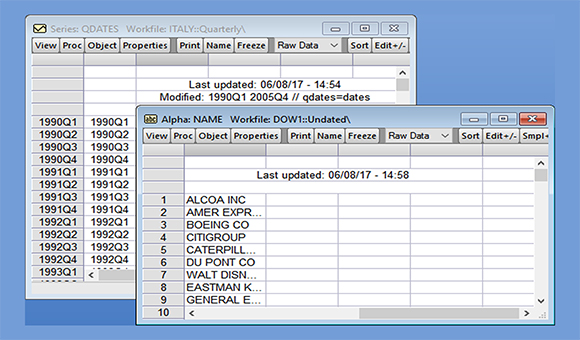 Series: QDATES Workfile: ITALY::Quarterly\
View Proc Object Properties Print Name Freeze Raw Data Sort Edit+/-
Last updated: 06/08/17 - 14:54
Modified: 1990Q1 2005Q4 // qdates=dates
1990Q1 1990Q1
1990Q2 1990Q2
1990Q3 1990Q3
1990Q4 1990Q4
1991Q1 1991Q1
1991Q2 1991Q2
1991Q3 1991Q3
1991Q4 1991Q4
1992Q1 1992Q1
1992Q2 1992Q2
1992Q3 1992Q3
1992Q4 1992Q4
1993Q1
Alpha: NAME Workfile: DOW1::Undated\
View Proc Object Properties Print Name Freeze Raw Data Sort Edit+/- Smpl+
Last updated: 06/08/17 - 14:58
1 ALCOA INC
2 AMER EXPR...
3 BOEING CO
4 CITIGROUP
5 CATERPILL...
6 DU PONT CO
7 WALT DISN...
8 EASTMAN K...
9 GENERAL E...
10